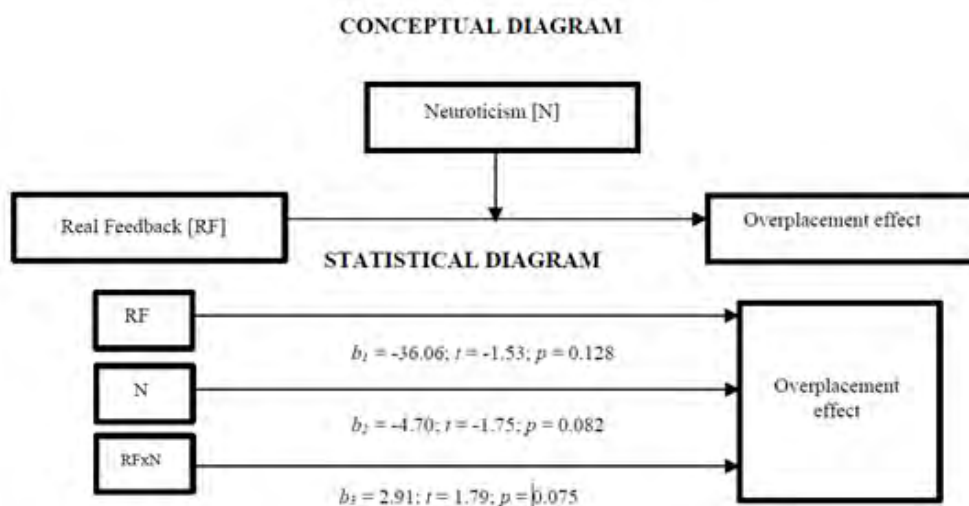 CONCEPTUAL DIAGRAM
Neuroticism [N]
Real Feedback [RF]
Overplacement effect
STATISTICAL DIAGRAM
RF
b₁ = -36.06; t = -1.53; p = 0.128
N
b₂ = -4.70; t = -1.75; p = 0.082
RFxN
b₃ = 2.91; t = 1.79; p = 0.075
Overplacement
effect